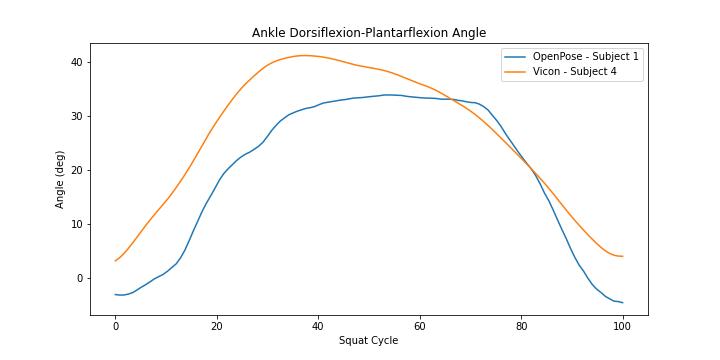 Ankle Dorsiflexion-Plantarflexion Angle
OpenPose - Subject 1
Vicon - Subject 4
Angle (deg)
40
30
20
10
0
0 20 40 60 80 100
Squat Cycle